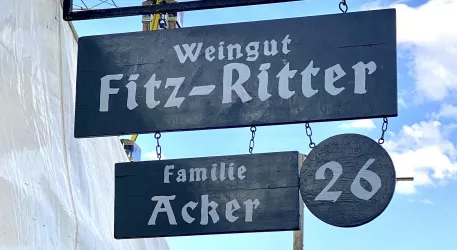 Weingut
Fitz-Ritter
Familie
Acker
26